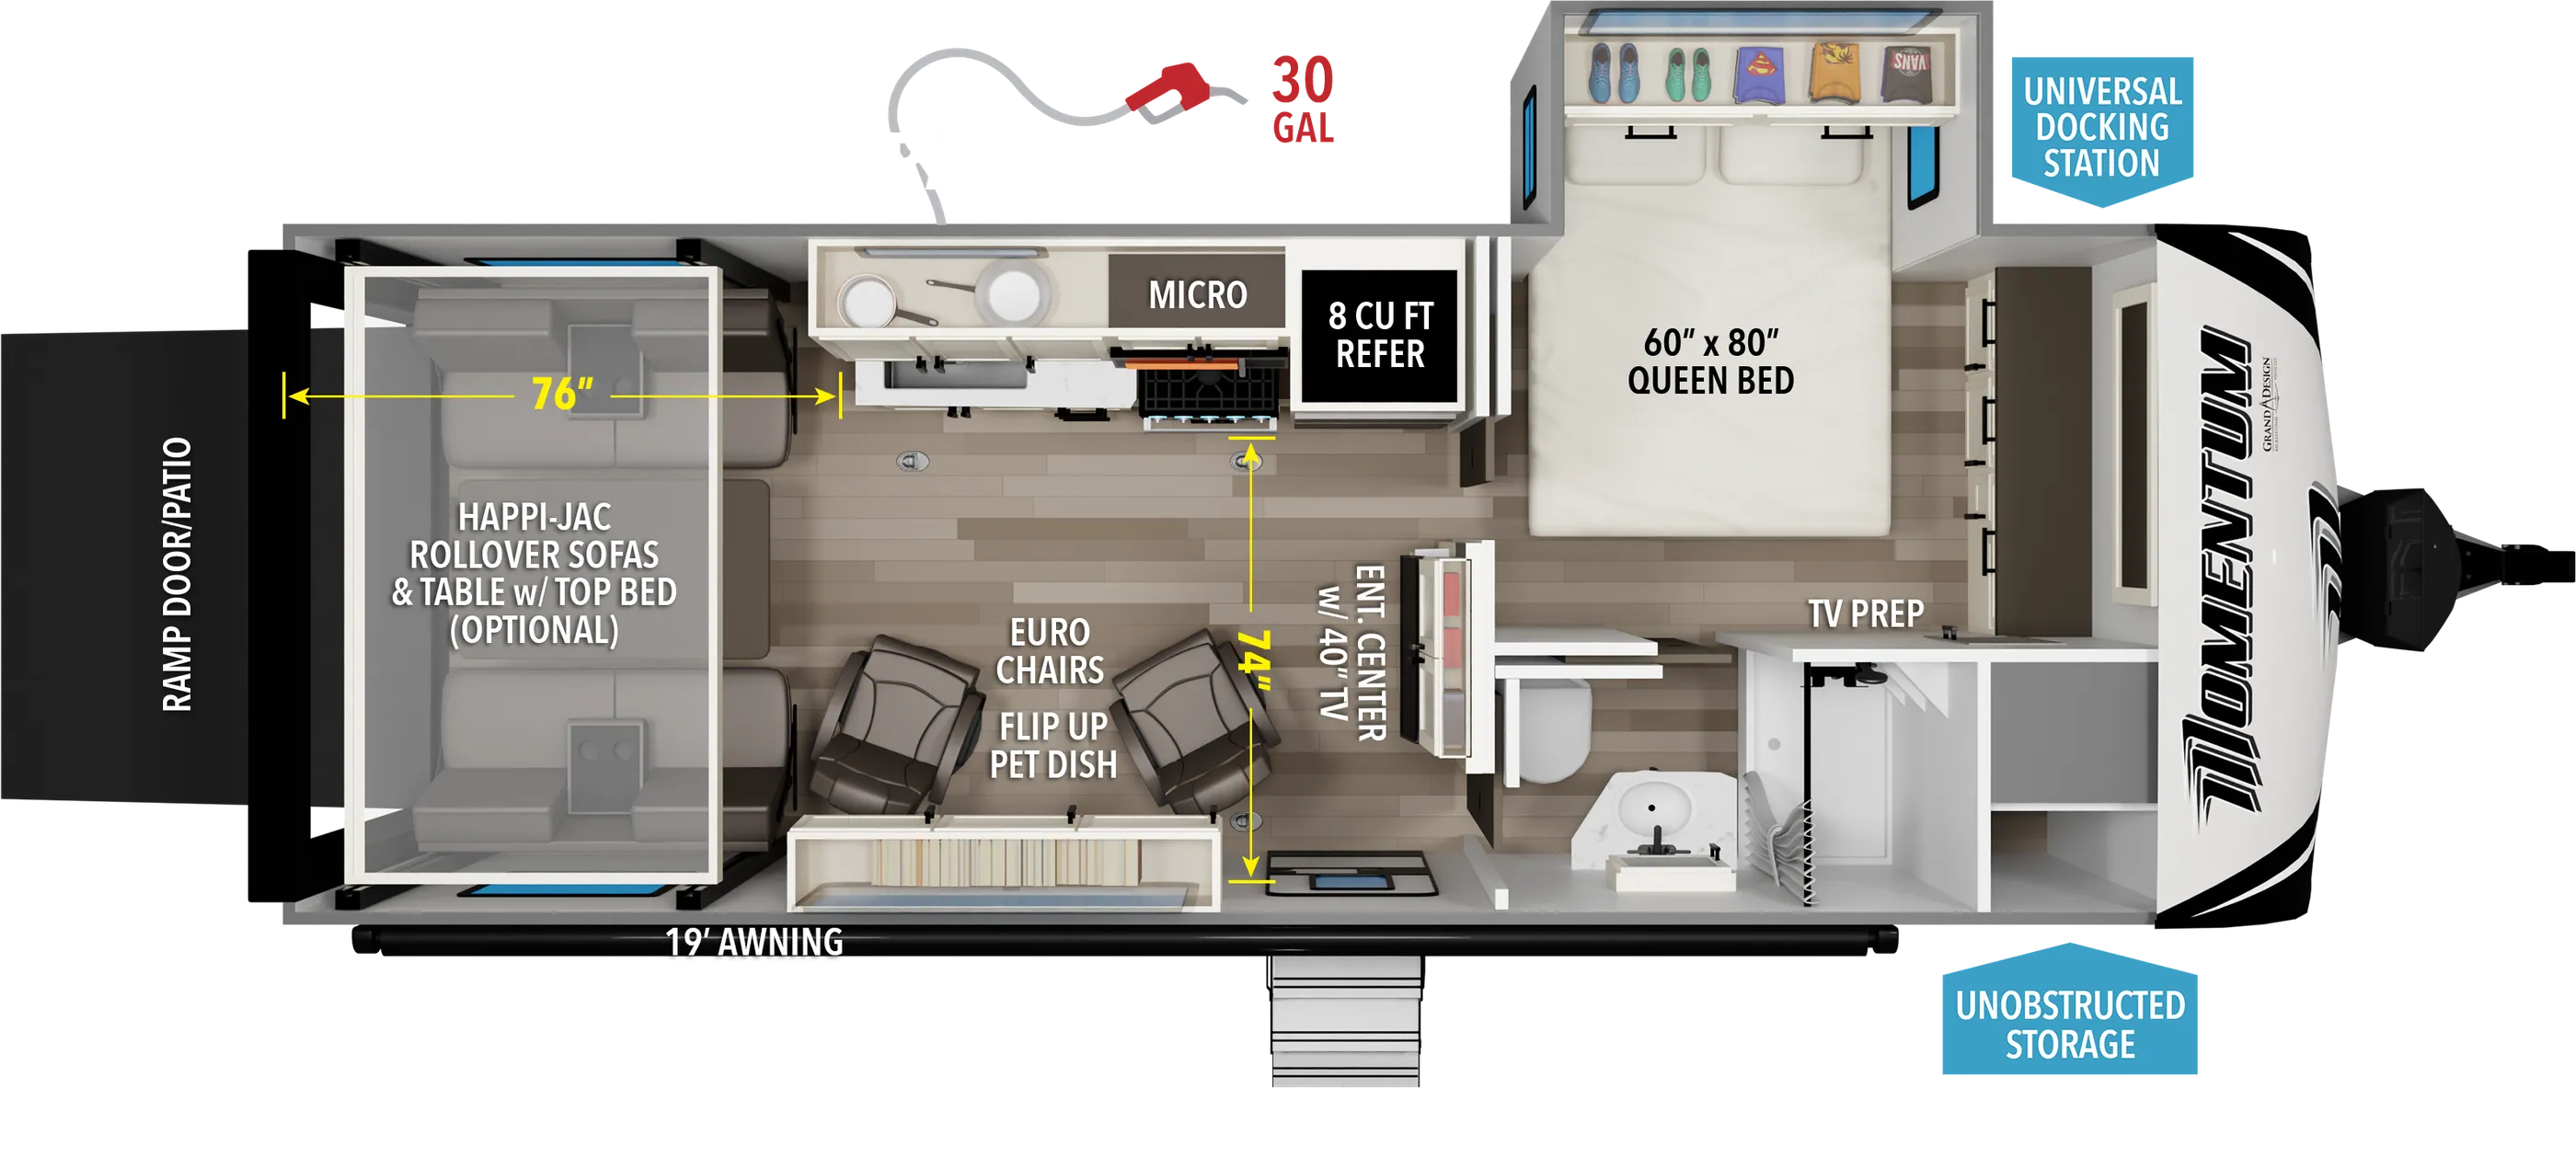 30
GAL
UNIVERSAL
DOCKING
STATION
MICRO
8 CU FT
REFER
60" x 80"
QUEEN BED
VANS
76"
RAMP DOOR/PATIO
HAPPI-JAC
ROLLOVER SOFAS
& TABLE w/ TOP BED
(OPTIONAL)
EURO
CHAIRS
FLIP UP
PET DISH
74"
ENT. CENTER
w/ 40" TV
TV PREP
MOMENTUM
GRAND DESIGN
19' AWNING
UNOBSTRUCTED
STORAGE